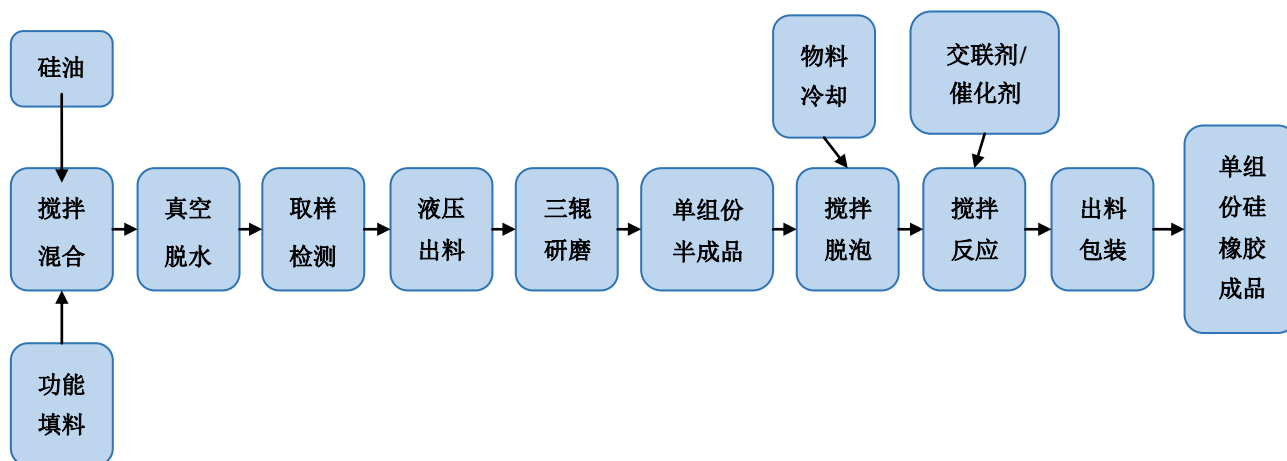 硅油
物料
冷却
交联剂/
催化剂
搅拌
混合
真空
脱水
取样
检测
液压
出料
三辊
研磨
单组份
半成品
搅拌
脱泡
搅拌
反应
出料
包装
单组
份硅
橡胶
成品
功能
填料